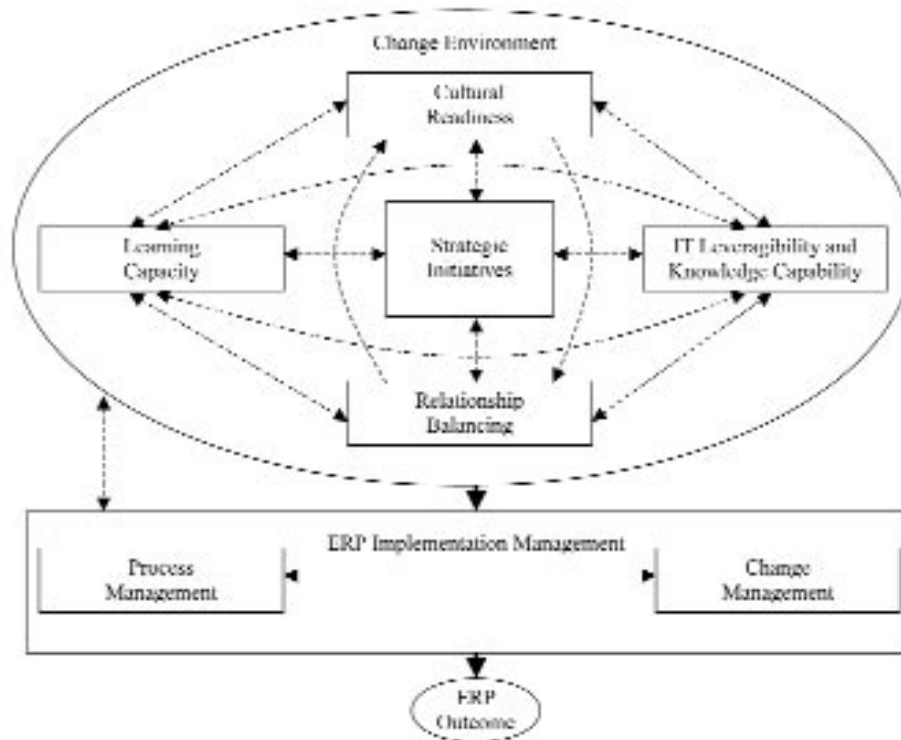 Change Environment
Cultural
Readiness
Learning
Capacity
Strategic
Initiatives
IT Leveragibility and
Knowledge Capability
Relationship
Balancing
ERP Implementation Management
Process
Management
Change
Management
ERP
Outcome